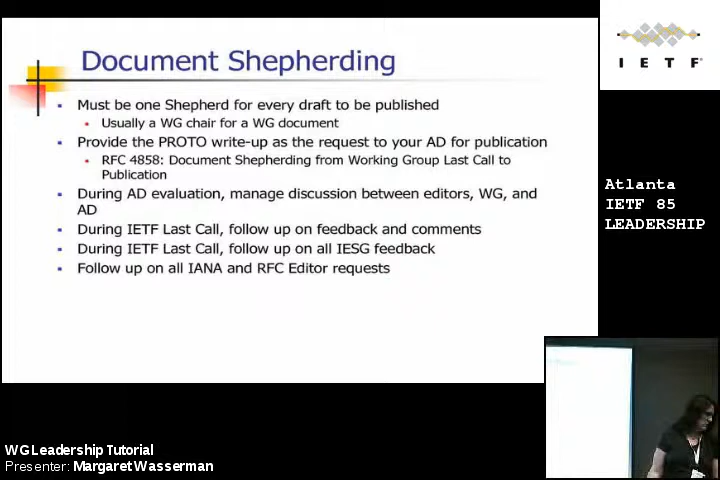 Document Shepherding
Must be one Shepherd for every draft to be published
Usually a WG chair for a WG document
Provide the PROTO write-up as the request to your AD for publication
RFC 4858: Document Shepherding from Working Group Last Call to
Publication
During AD evaluation, manage discussion between editors, WG, and
AD
During IETF Last Call, follow up on feedback and comments
During IETF Last Call, follow up on all IESG feedback
Follow up on all IANA and RFC Editor requests
I E T F
Atlanta
IETF 85
LEADERSHIP
WG Leadership Tutorial
Presenter: Margaret Wasserman